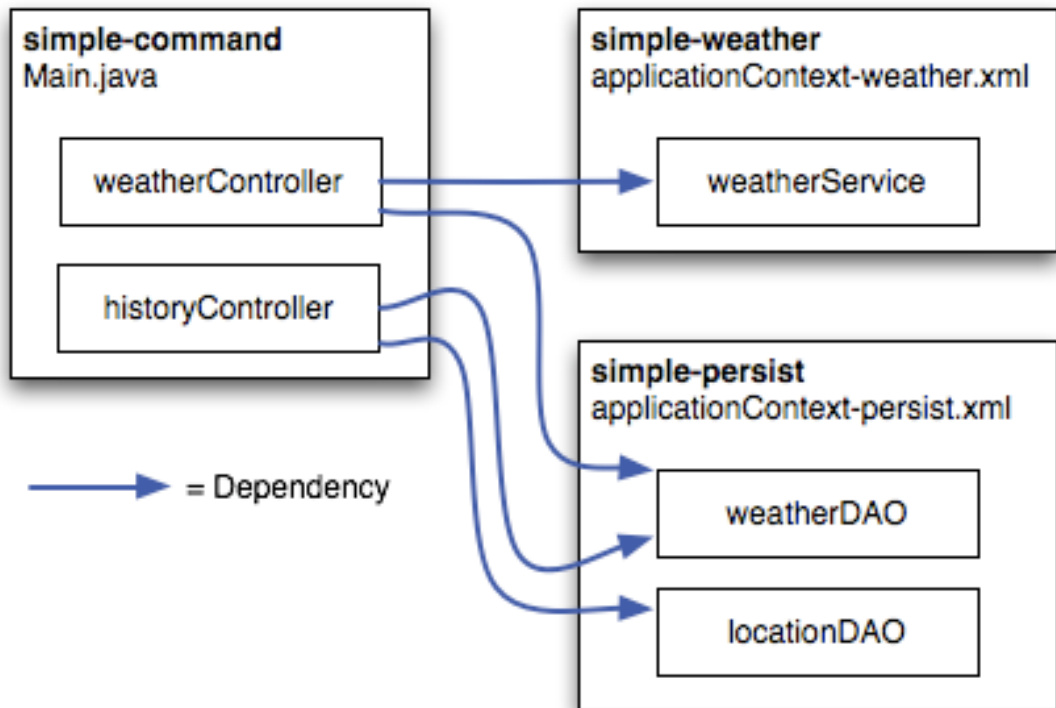 simple-command
Main.java
weatherController
historyController
= Dependency
simple-weather
applicationContext-weather.xml
weatherService
simple-persist
applicationContext-persist.xml
weatherDAO
locationDAO